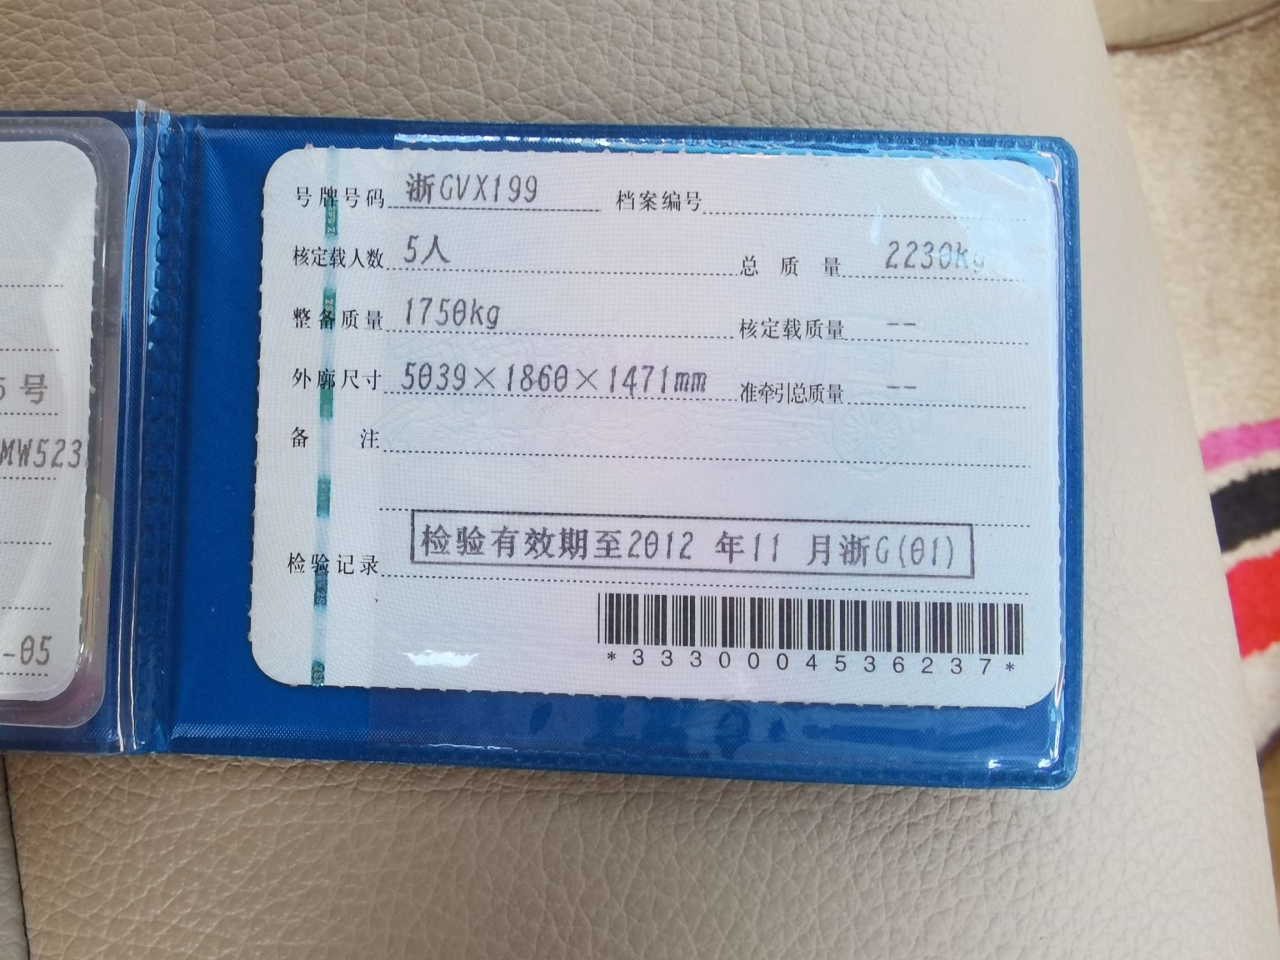 5号
MW523
-05
号牌号码 浙GVX199 档案编号
核定载人数 5人 总质量 2230kg
整备质量 1750kg 核定载质量 --
外廓尺寸 5039×1860×1471mm 准牵引总质量 --
备注
检验记录 检验有效期至2012 年11 月浙G(01)
*3330004536237*